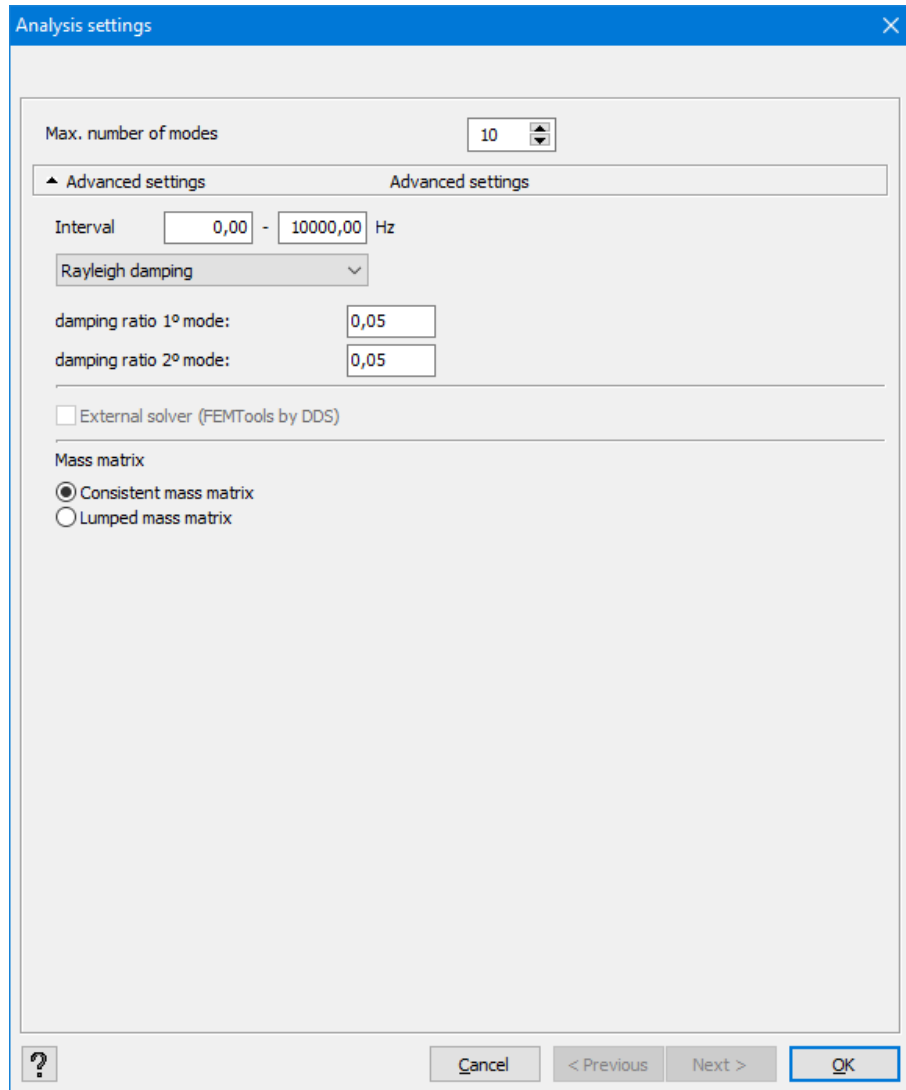 Analysis settings
Max. number of modes 10
Advanced settings Advanced settings
Interval 0,00 - 10000,00 Hz
Rayleigh damping
damping ratio 1º mode: 0,05
damping ratio 2º mode: 0,05
External solver (FEMTools by DDS)
Mass matrix
Consistent mass matrix
Lumped mass matrix
? Cancel < Previous Next > OK